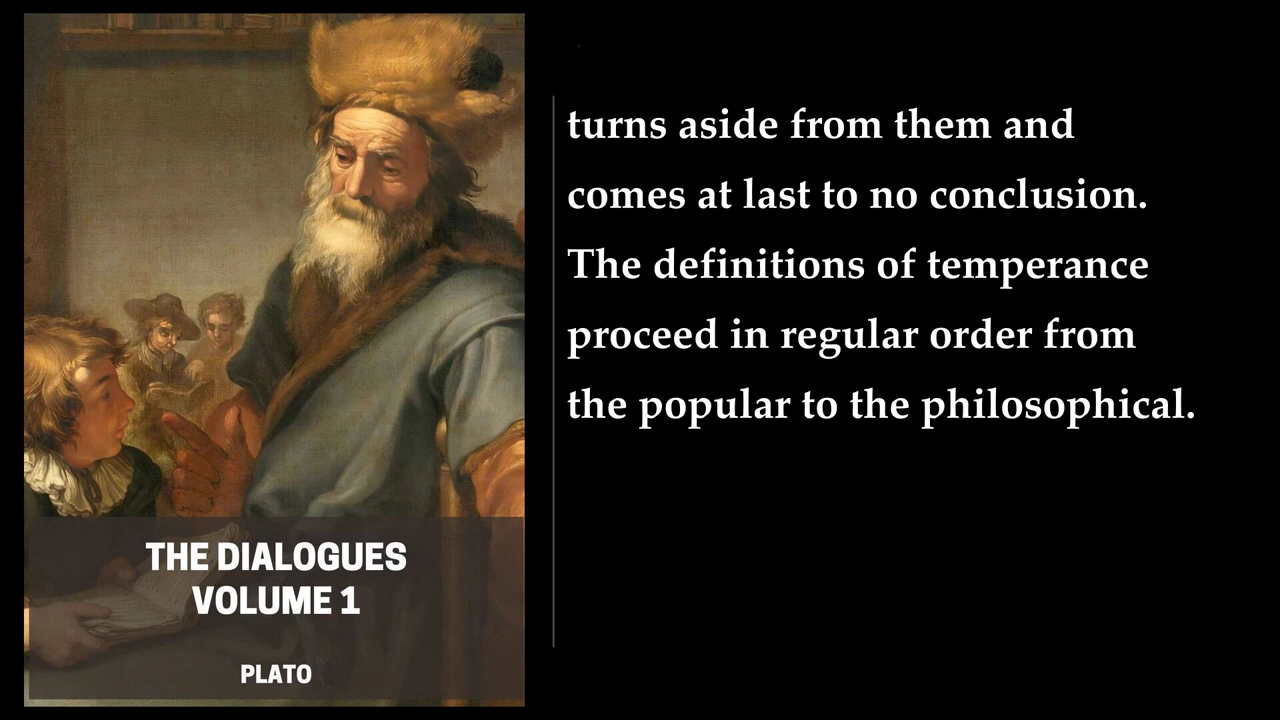 THE DIALOGUES
VOLUME 1
PLATO
turns aside from them and
comes at last to no conclusion.
The definitions of temperance
proceed in regular order from
the popular to the philosophical.